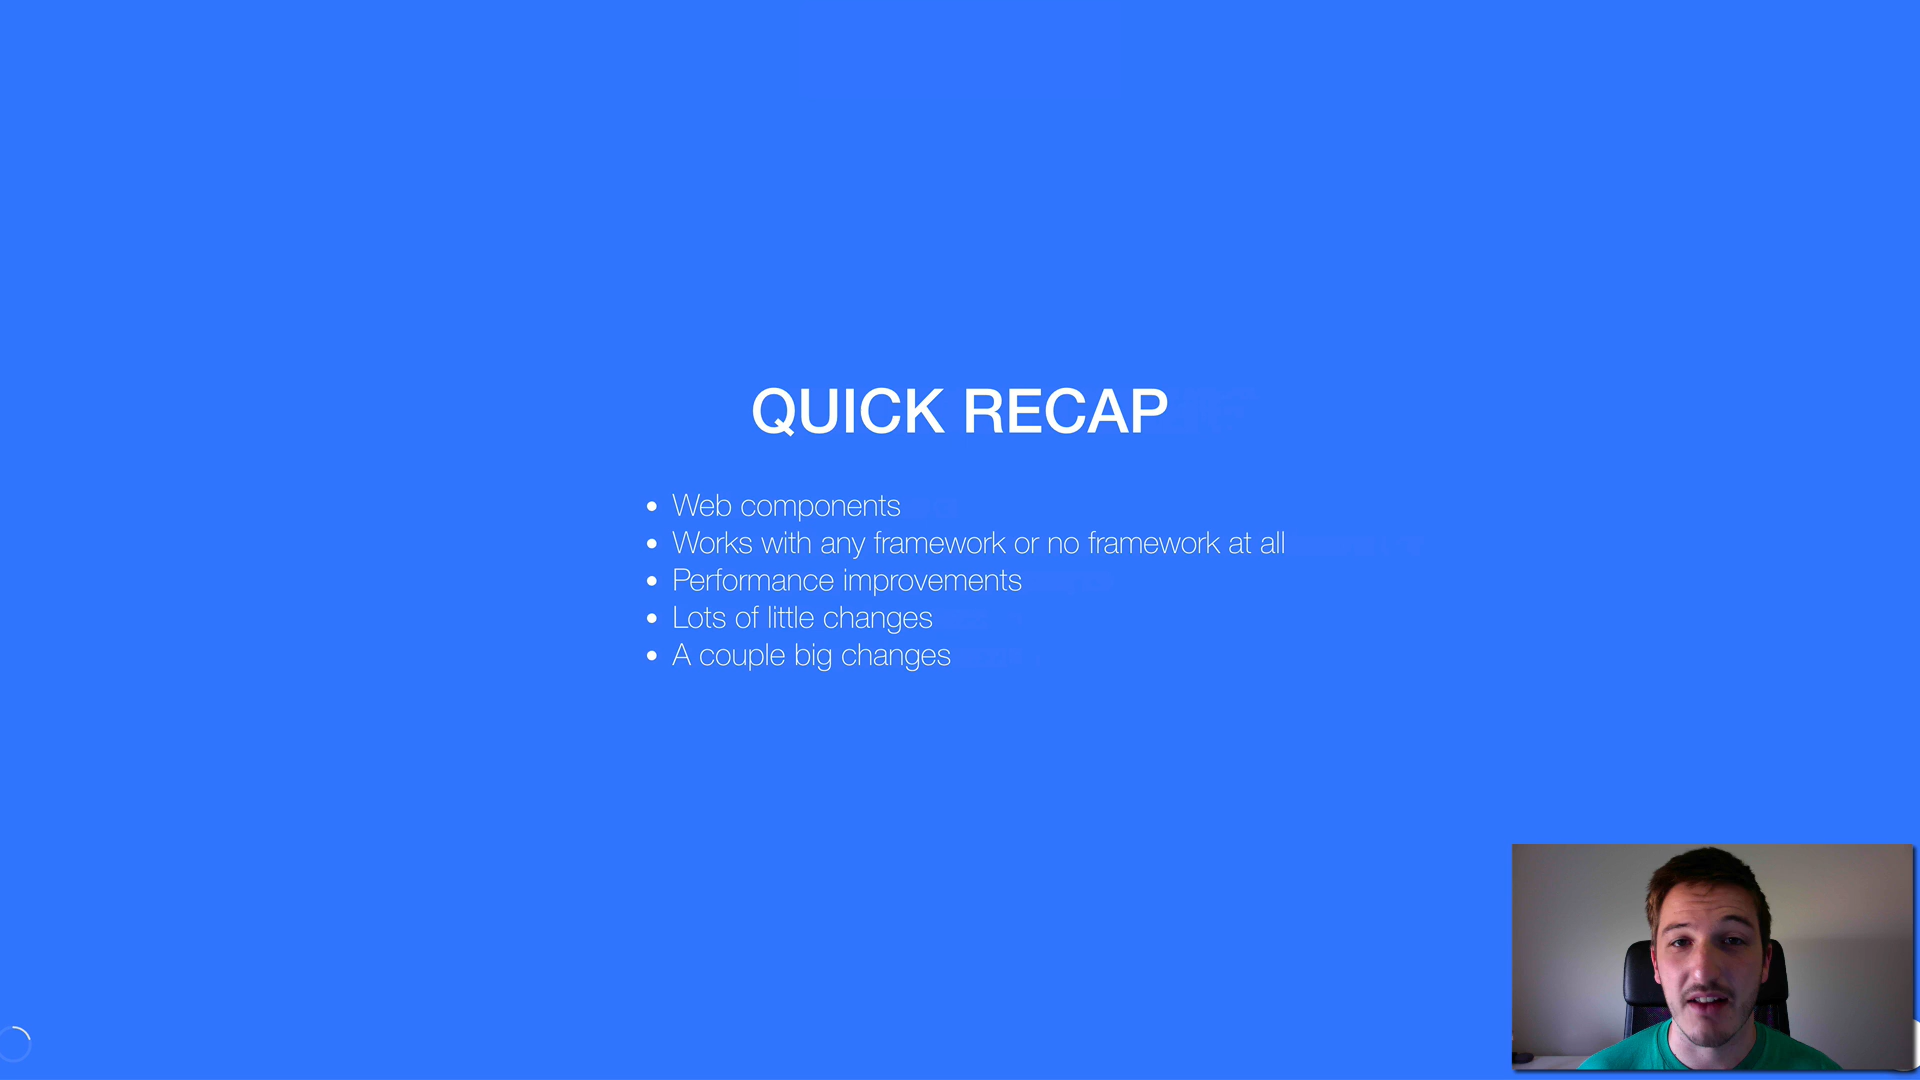 QUICK RECAP
Web components
Works with any framework or no framework at all
Performance improvements
Lots of little changes
A couple big changes